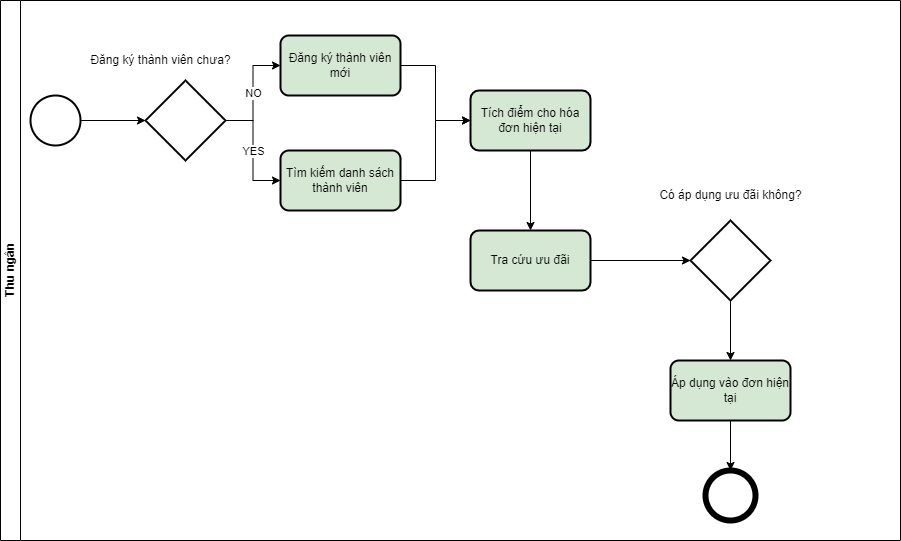 Thu ngân
Đăng ký thành viên chưa?
NO
YES
Đăng ký thành viên
mới
Tìm kiếm danh sách
thành viên
Tích điểm cho hóa
đơn hiện tại
Tra cứu ưu đãi
Có áp dụng ưu đãi không?
Áp dụng vào đơn hiện
tại